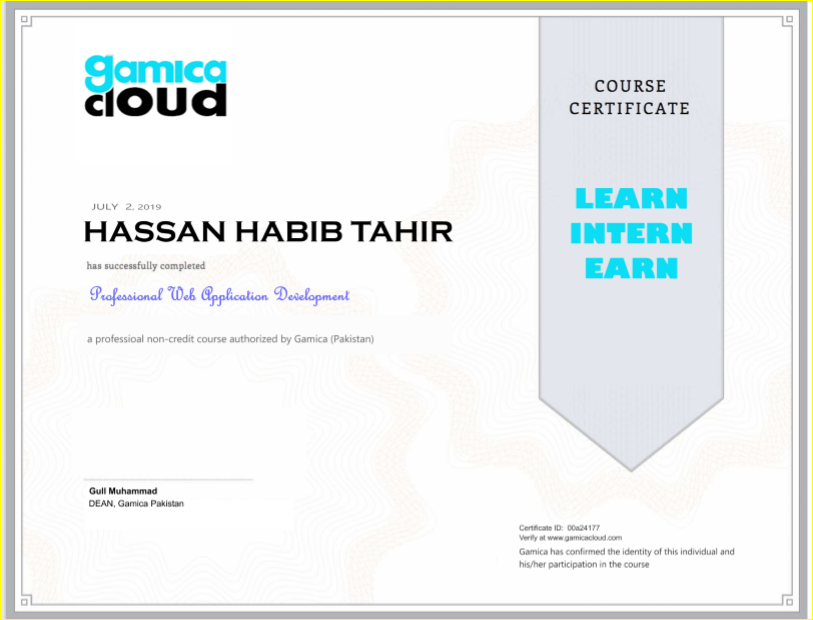 gamica
cloud
COURSE
CERTIFICATE
LEARN
INTERN
EARN
JULY 2, 2019
HASSAN HABIB TAHIR
has successfully completed
Professional Web Application Development
a professioal non-credit course authorized by Gamica (Pakistan)
Gull Muhammad
DEAN, Gamica Pakistan
Certificate ID: 00a24177
Verify at www.gamicacloud.com
Gamica has confirmed the identity of this individual and
his/her participation in the course